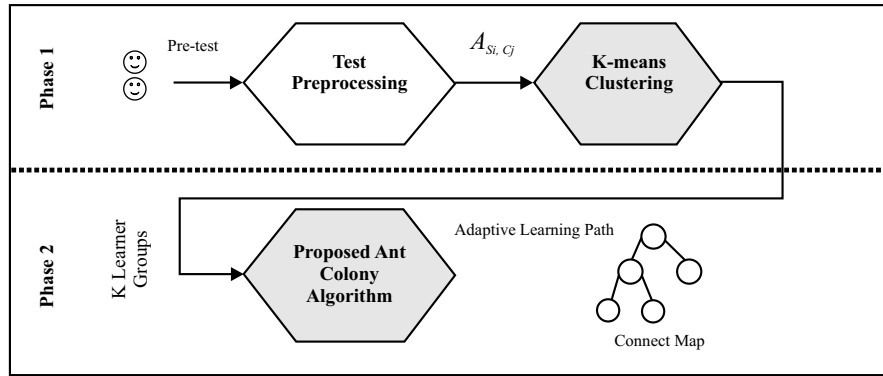 Phase 1
Pre-test
Test
Preprocessing
A_{Si, Cj}
K-means
Clustering
Phase 2
K Learner
Groups
Proposed Ant
Colony
Algorithm
Adaptive Learning Path
Connect Map